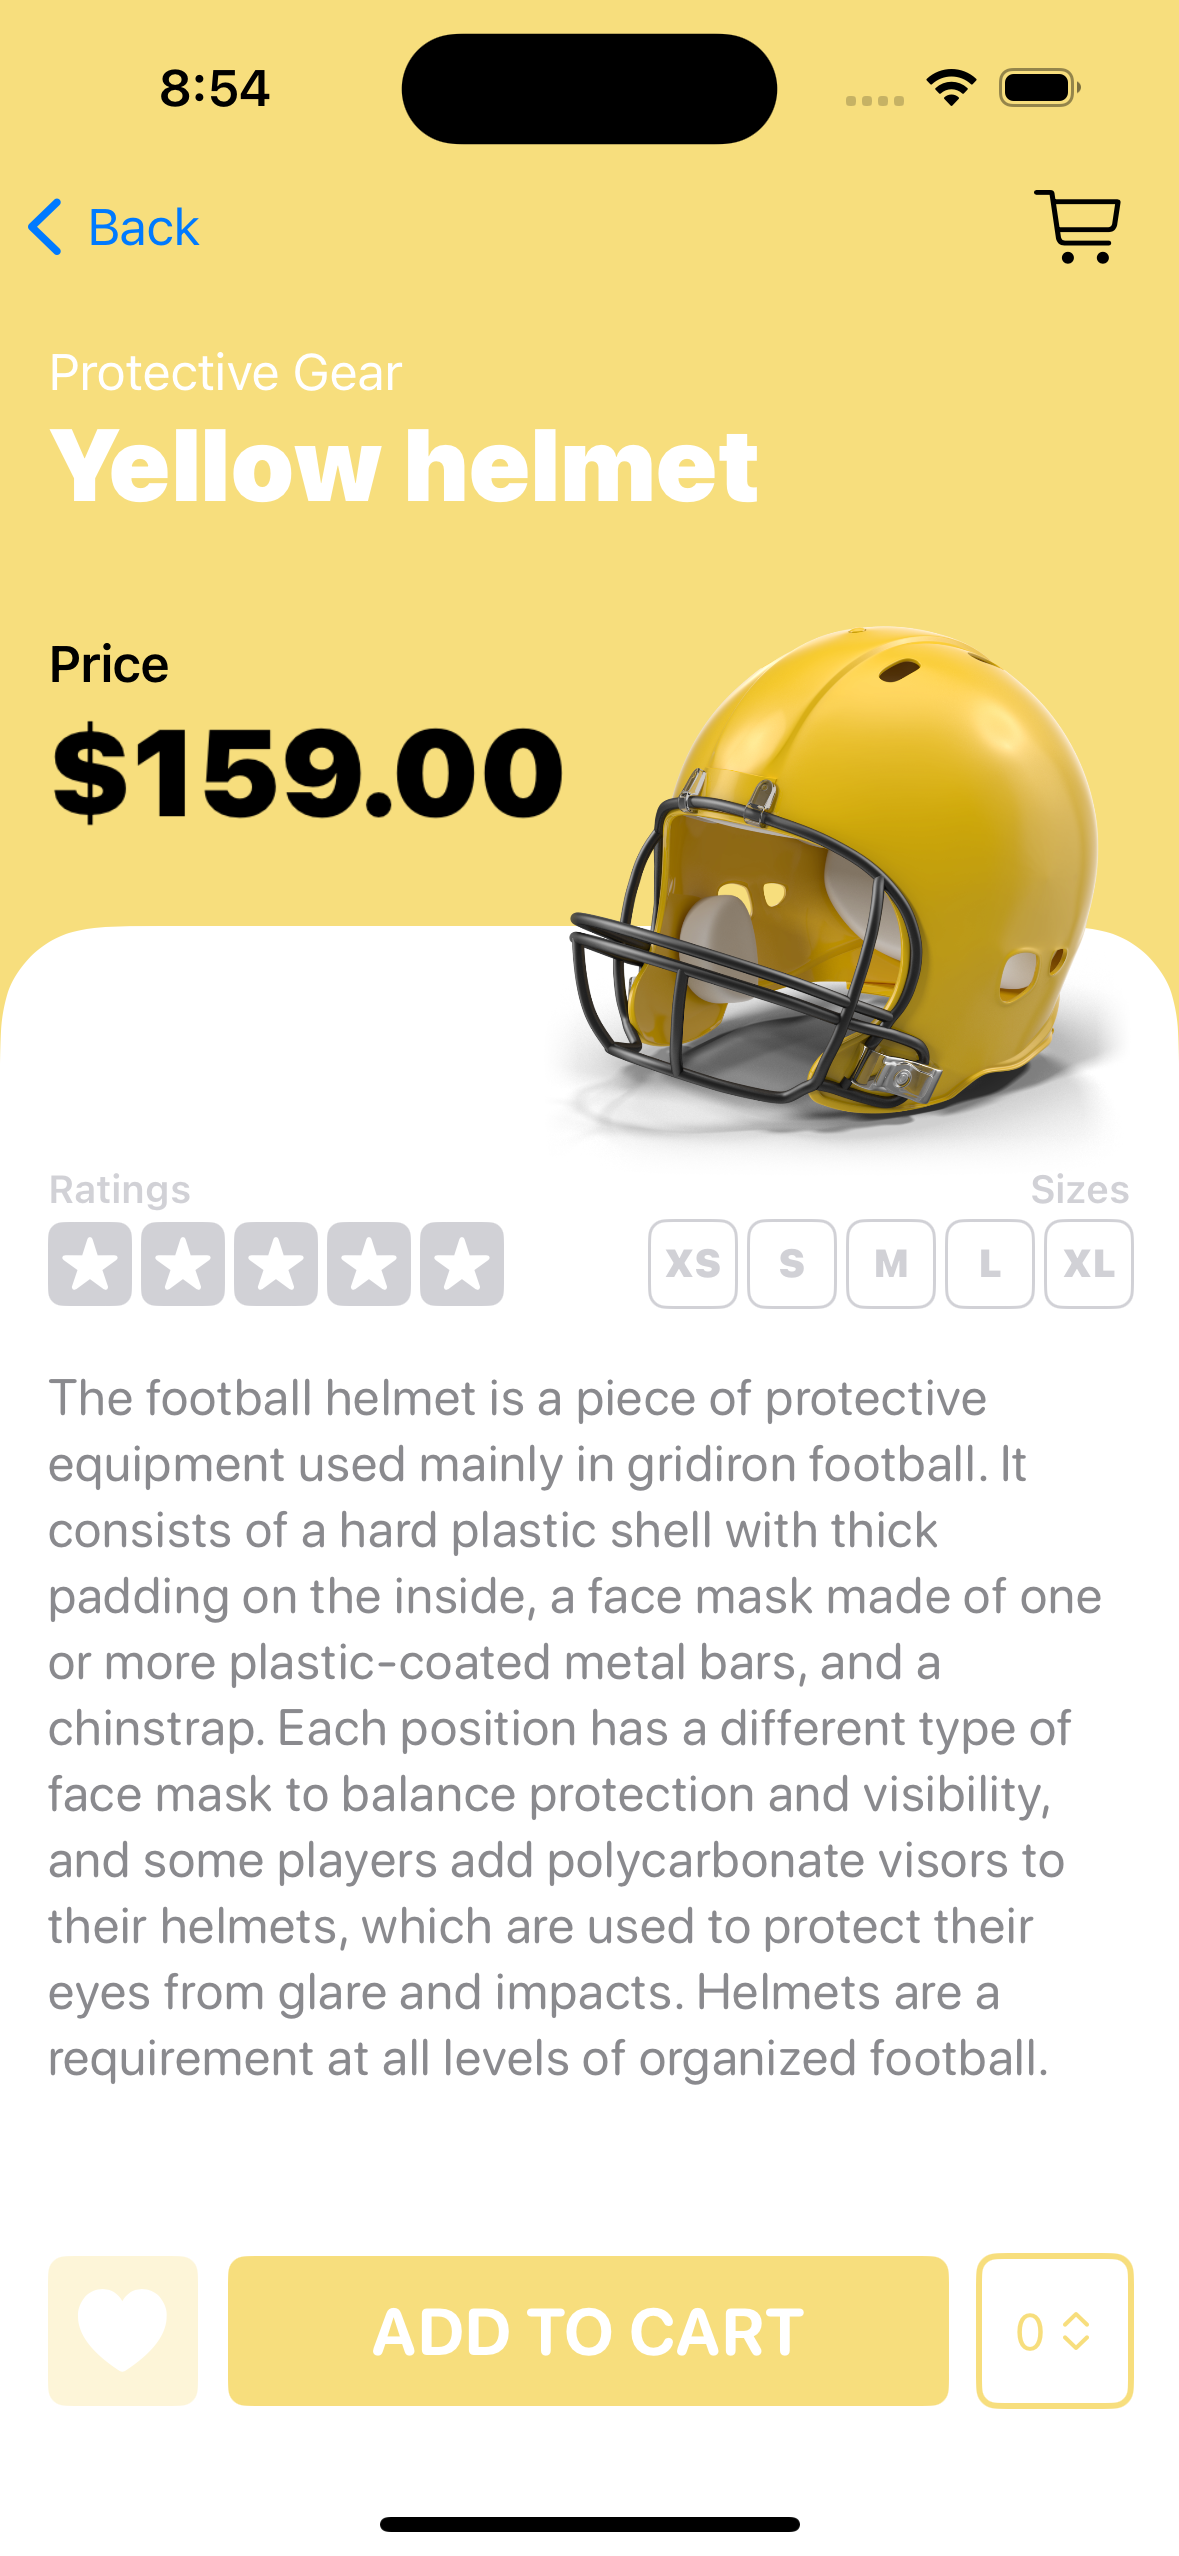 8:54
Back
Protective Gear
Yellow helmet
Price
$159.00
Ratings
Sizes
XS S M L XL
The football helmet is a piece of protective
equipment used mainly in gridiron football. It
consists of a hard plastic shell with thick
padding on the inside, a face mask made of one
or more plastic-coated metal bars, and a
chinstrap. Each position has a different type of
face mask to balance protection and visibility,
and some players add polycarbonate visors to
their helmets, which are used to protect their
eyes from glare and impacts. Helmets are a
requirement at all levels of organized football.
ADD TO CART
0